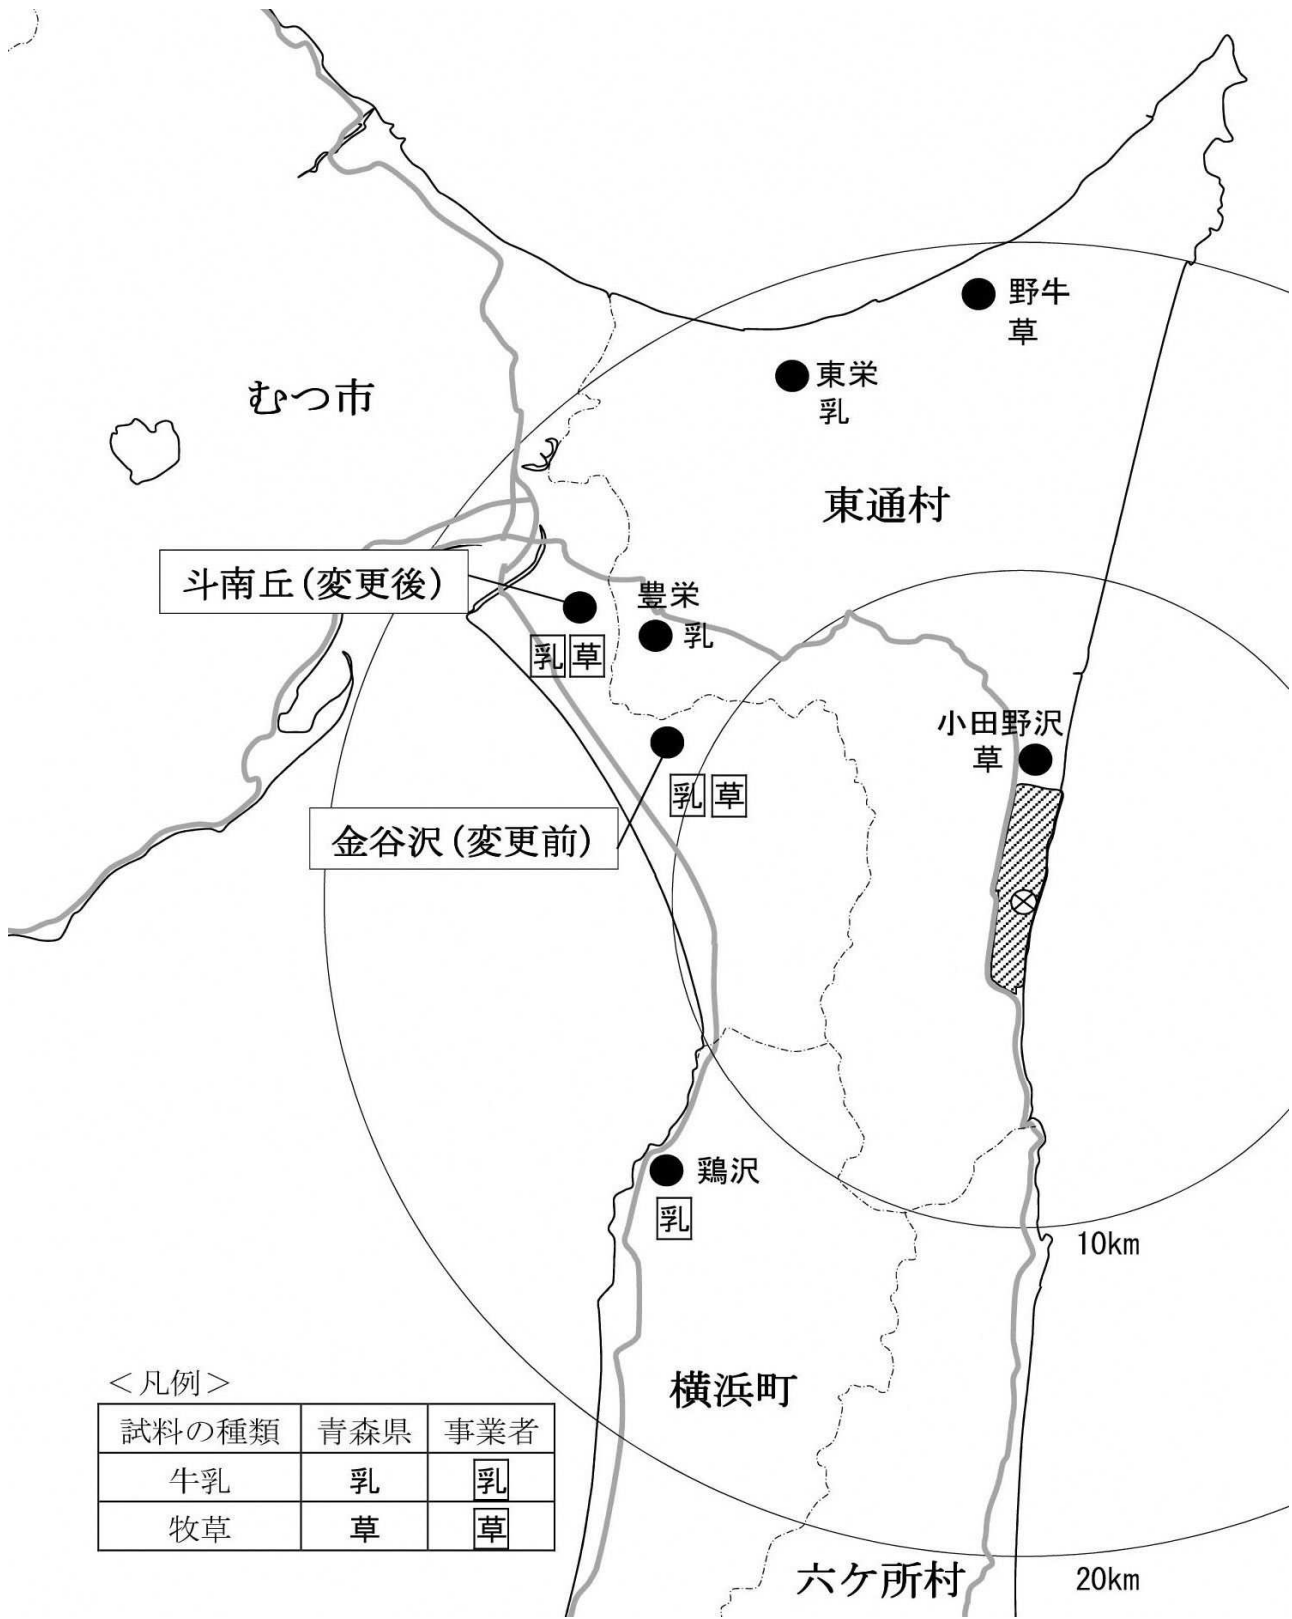 野牛
草
東栄
乳
むつ市
東通村
斗南丘(変更後)
豊栄
乳
乳 草
小田野沢
草
乳 草
金谷沢(変更前)
鶏沢
乳
10km
横浜町
<凡例>
試料の種類 青森県 事業者
牛乳 乳 乳
牧草 草 草
六ケ所村
20km